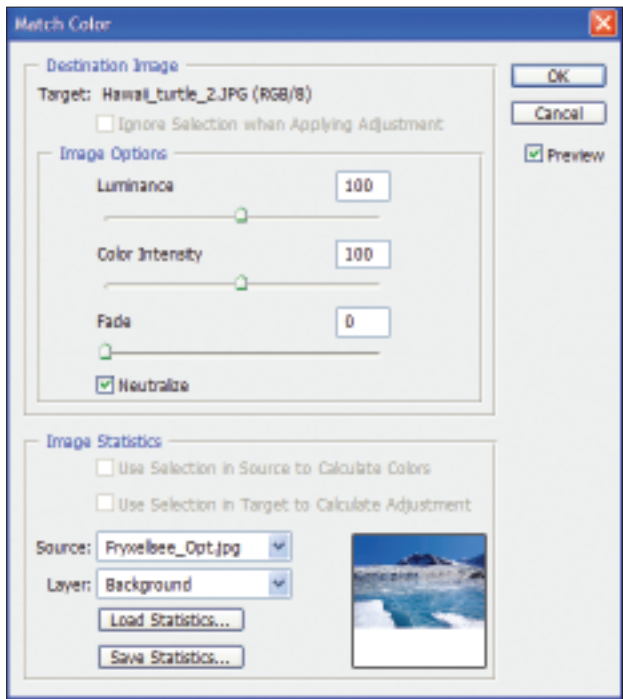 Match Color
Destination Image
Target: Hawaii_turtle_2.JPG (RGB/8)
Ignore Selection when Applying Adjustment
Image Options
Luminance 100
Color Intensity 100
Fade 0
Neutralize
OK
Cancel
Preview
Image Statistics
Use Selection in Source to Calculate Colors
Use Selection in Target to Calculate Adjustment
Source: Fryxellsee_Opt.jpg
Layer: Background
Load Statistics...
Save Statistics...